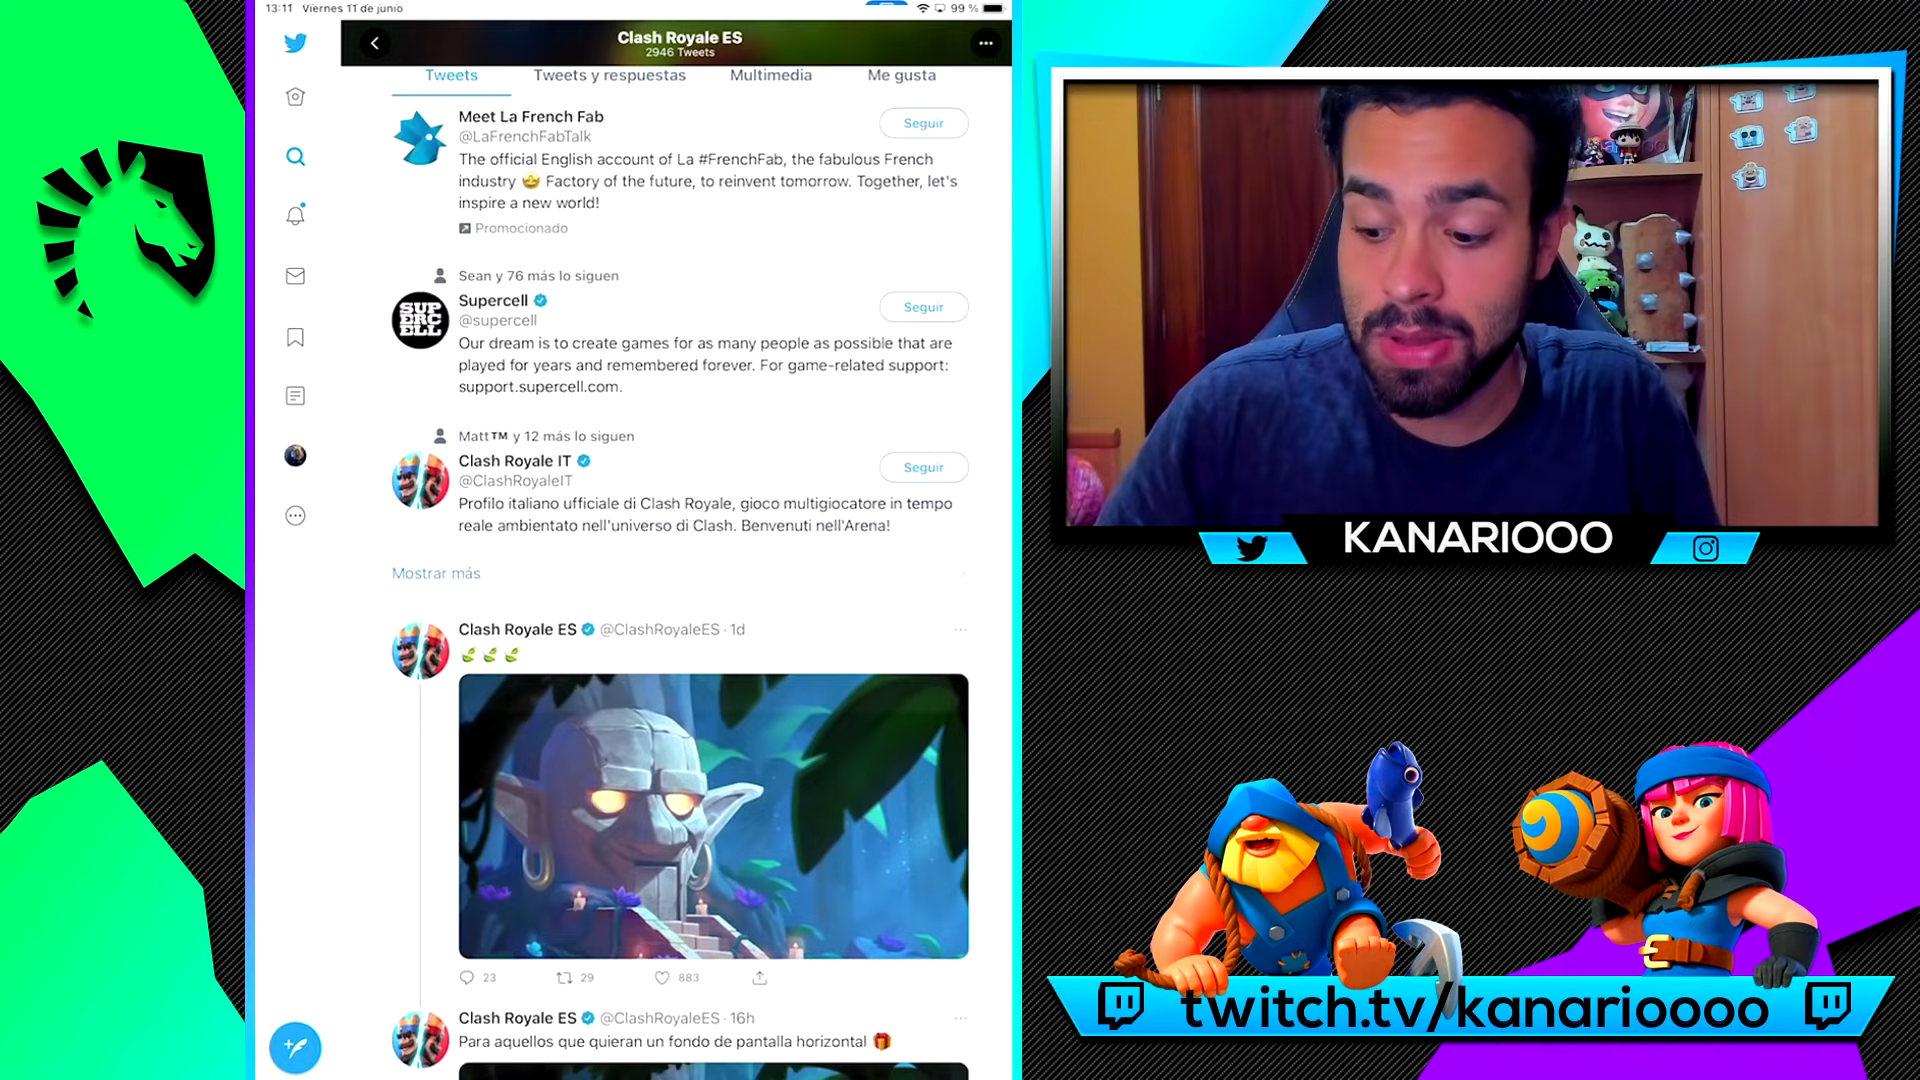 13:11 Viernes 11 de junio
99 %
Clash Royale ES
2946 Tweets
Tweets
Tweets y respuestas
Multimedia
Me gusta
Meet La French Fab
@LaFrenchFabTalk
Seguir
The official English account of La #FrenchFab, the fabulous French
industry 🤩 Factory of the future, to reinvent tomorrow. Together, let's
inspire a new world!
Promocionado
Sean y 76 más lo siguen
SUPERCELL
Supercell
@supercell
Seguir
Our dream is to create games for as many people as possible that are
played for years and remembered forever. For game-related support:
support.supercell.com.
Matt™ y 12 más lo siguen
Clash Royale IT
@ClashRoyaleIT
Seguir
Profilo italiano ufficiale di Clash Royale, gioco multigiocatore in tempo
reale ambientato nell'universo di Clash. Benvenuti nell'Arena!
Mostrar más
Clash Royale ES @ClashRoyaleES · 1d
🍃 🍃 🍃
23
29
883
Clash Royale ES @ClashRoyaleES · 16h
Para aquellos que quieran un fondo de pantalla horizontal 🎁
KANARIOOO
twitch.tv/kanarioooo